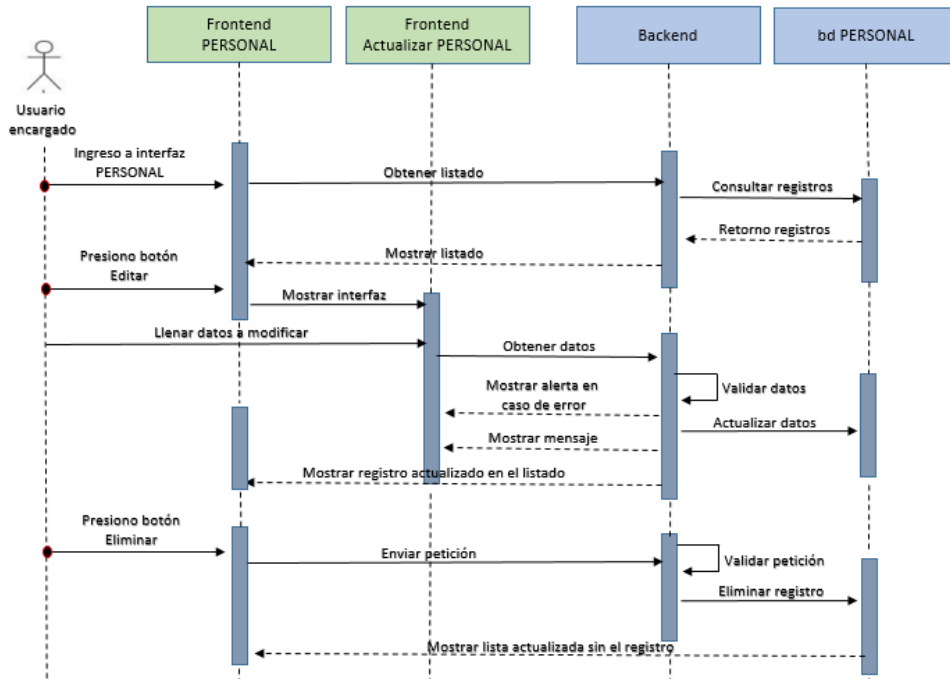 Frontend
PERSONAL
Frontend
Actualizar PERSONAL
Backend
bd PERSONAL
Usuario
encargado
Ingreso a interfaz
PERSONAL
Obtener listado
Consultar registros
Retorno registros
Mostrar listado
Presiono botón
Editar
Mostrar interfaz
Llenar datos a modificar
Obtener datos
Validar datos
Mostrar alerta en
caso de error
Actualizar datos
Mostrar mensaje
Mostrar registro actualizado en el listado
Presiono botón
Eliminar
Enviar petición
Validar petición
Eliminar registro
Mostrar lista actualizada sin el registro